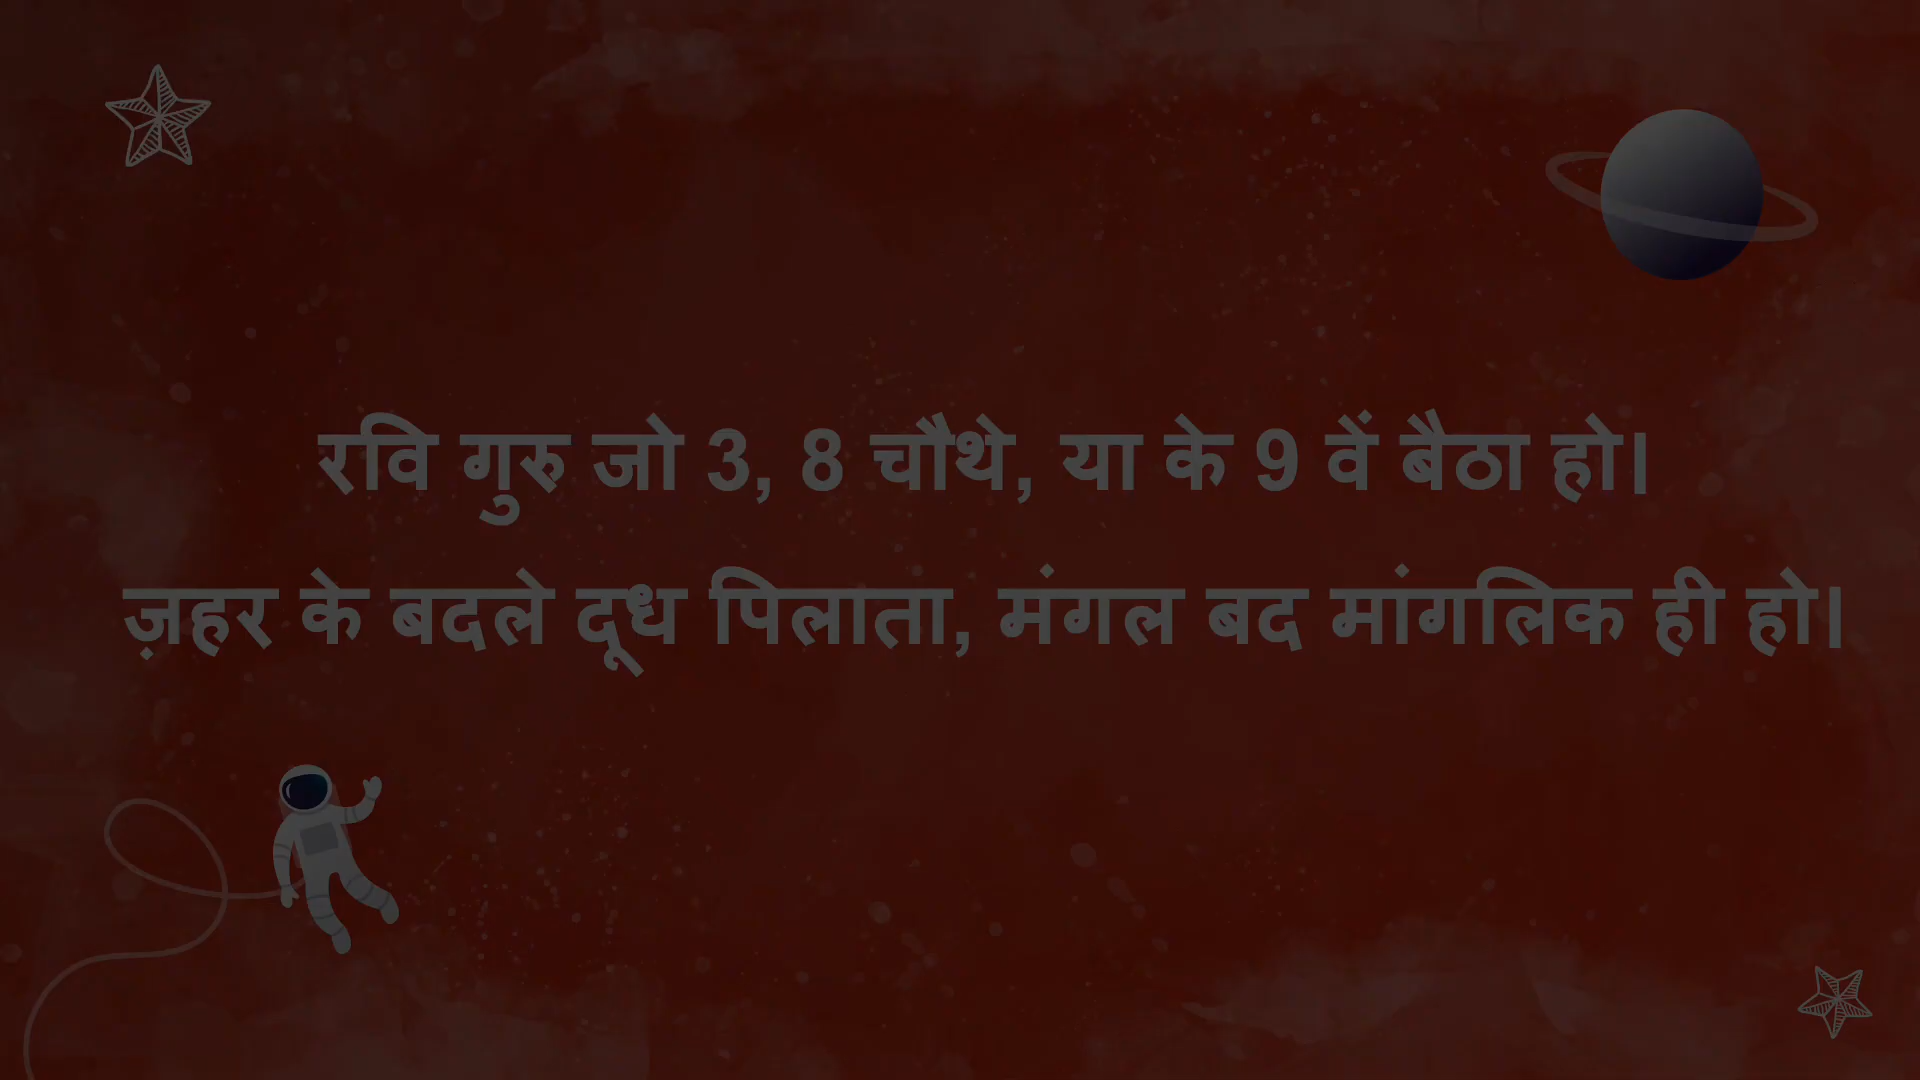 रवि गुरु जो 3, 8 चौथे, या के 9 वें बैठा हो।
ज़हर के बदले दूध पिलाता, मंगल बद मांगलिक ही हो।